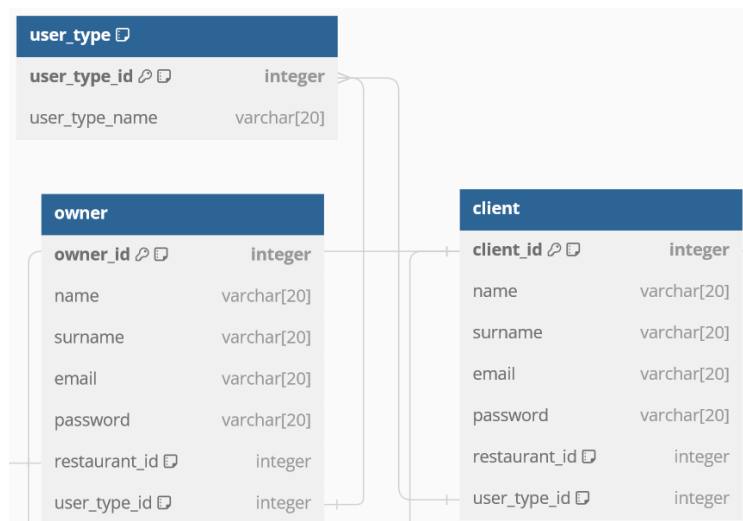 user_type
user_type_id integer
user_type_name varchar[20]
owner
owner_id integer
name varchar[20]
surname varchar[20]
email varchar[20]
password varchar[20]
restaurant_id integer
user_type_id integer
client
client_id integer
name varchar[20]
surname varchar[20]
email varchar[20]
password varchar[20]
restaurant_id integer
user_type_id integer